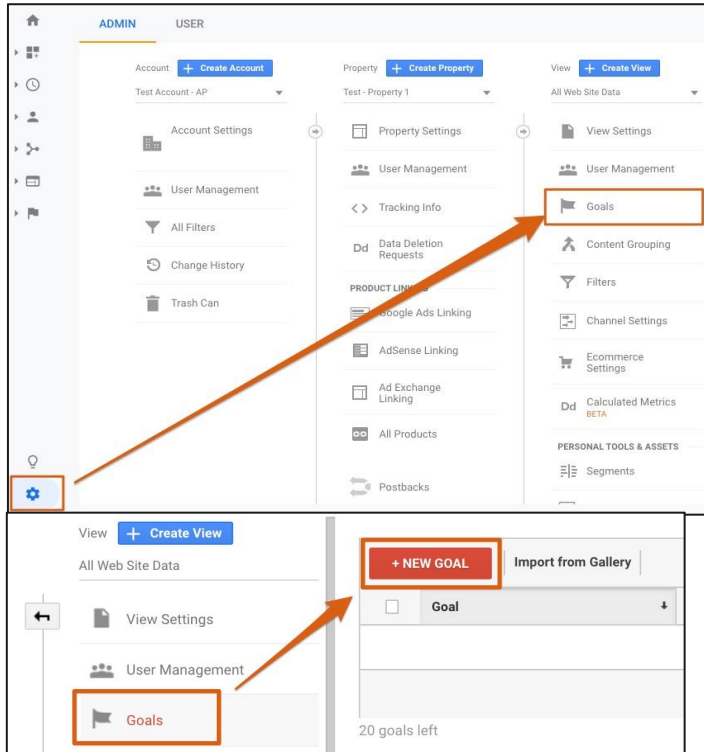 ADMIN USER
Account + Create Account
Test Account - AP
Account Settings
User Management
All Filters
Change History
Trash Can
Property + Create Property
Test - Property 1
Property Settings
User Management
<> Tracking Info
Dd Data Deletion
Requests
PRODUCT LINKING
Google Ads Linking
AdSense Linking
Ad Exchange
Linking
All Products
Postbacks
View + Create View
All Web Site Data
View Settings
User Management
Goals
Content Grouping
Filters
Channel Settings
Ecommerce
Settings
Dd Calculated Metrics
BETA
PERSONAL TOOLS & ASSETS
Segments
View + Create View
All Web Site Data
View Settings
User Management
Goals
+ NEW GOAL Import from Gallery
Goal
20 goals left